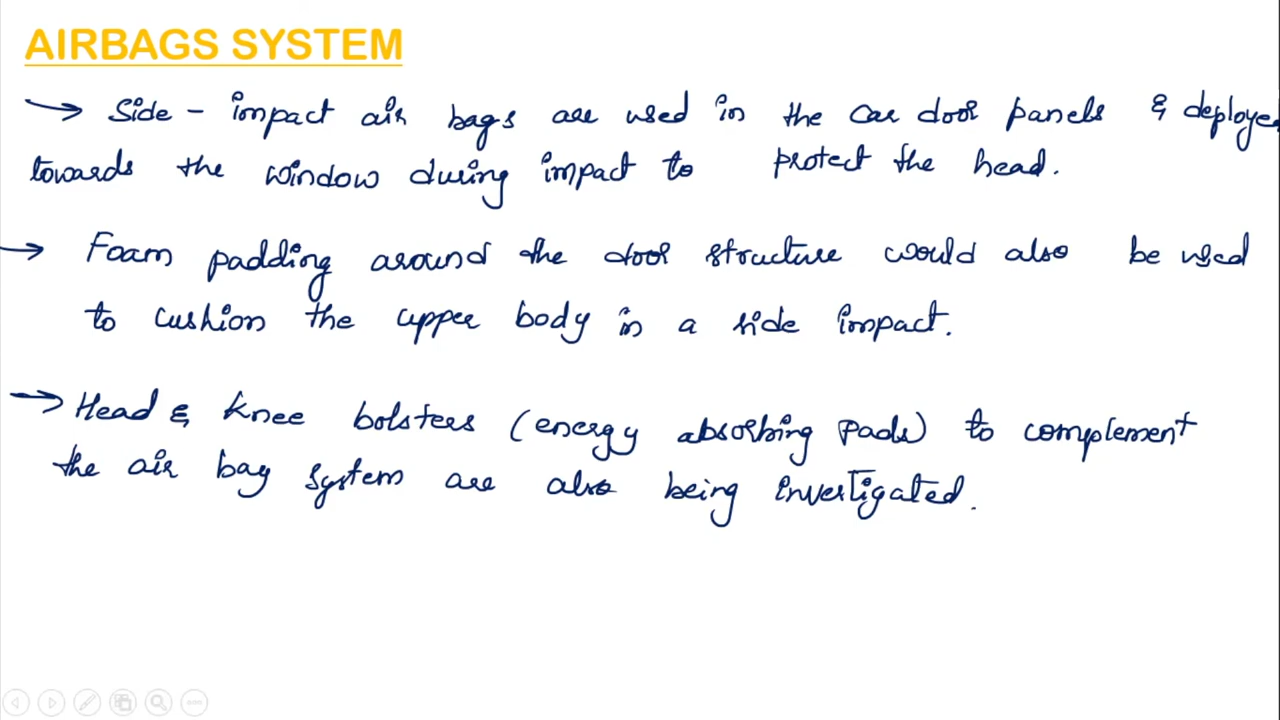 AIRBAGS SYSTEM
→ Side - impact air bags are used in the car door panels & deployed
towards the window during impact to protect the head.
→ Foam padding around the door structure would also be used
to cushion the upper body in a side impact.
→ Head & knee bolsters (energy absorbing pads) to complement
the air bag system are also being investigated.